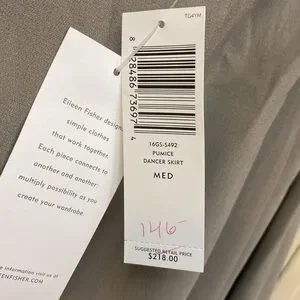 Eileen Fisher designs
simple clothes
that work together.
Each piece connects to
another and another:
multiply possibility as you
create your wardrobe.
information visit us at
EENFISHER.COM
TG4YM
8 28486 73697 4
16GS-S492
PUMICE
DANCER SKIRT
MED
146
SUGGESTED RETAIL PRICE
$218.00